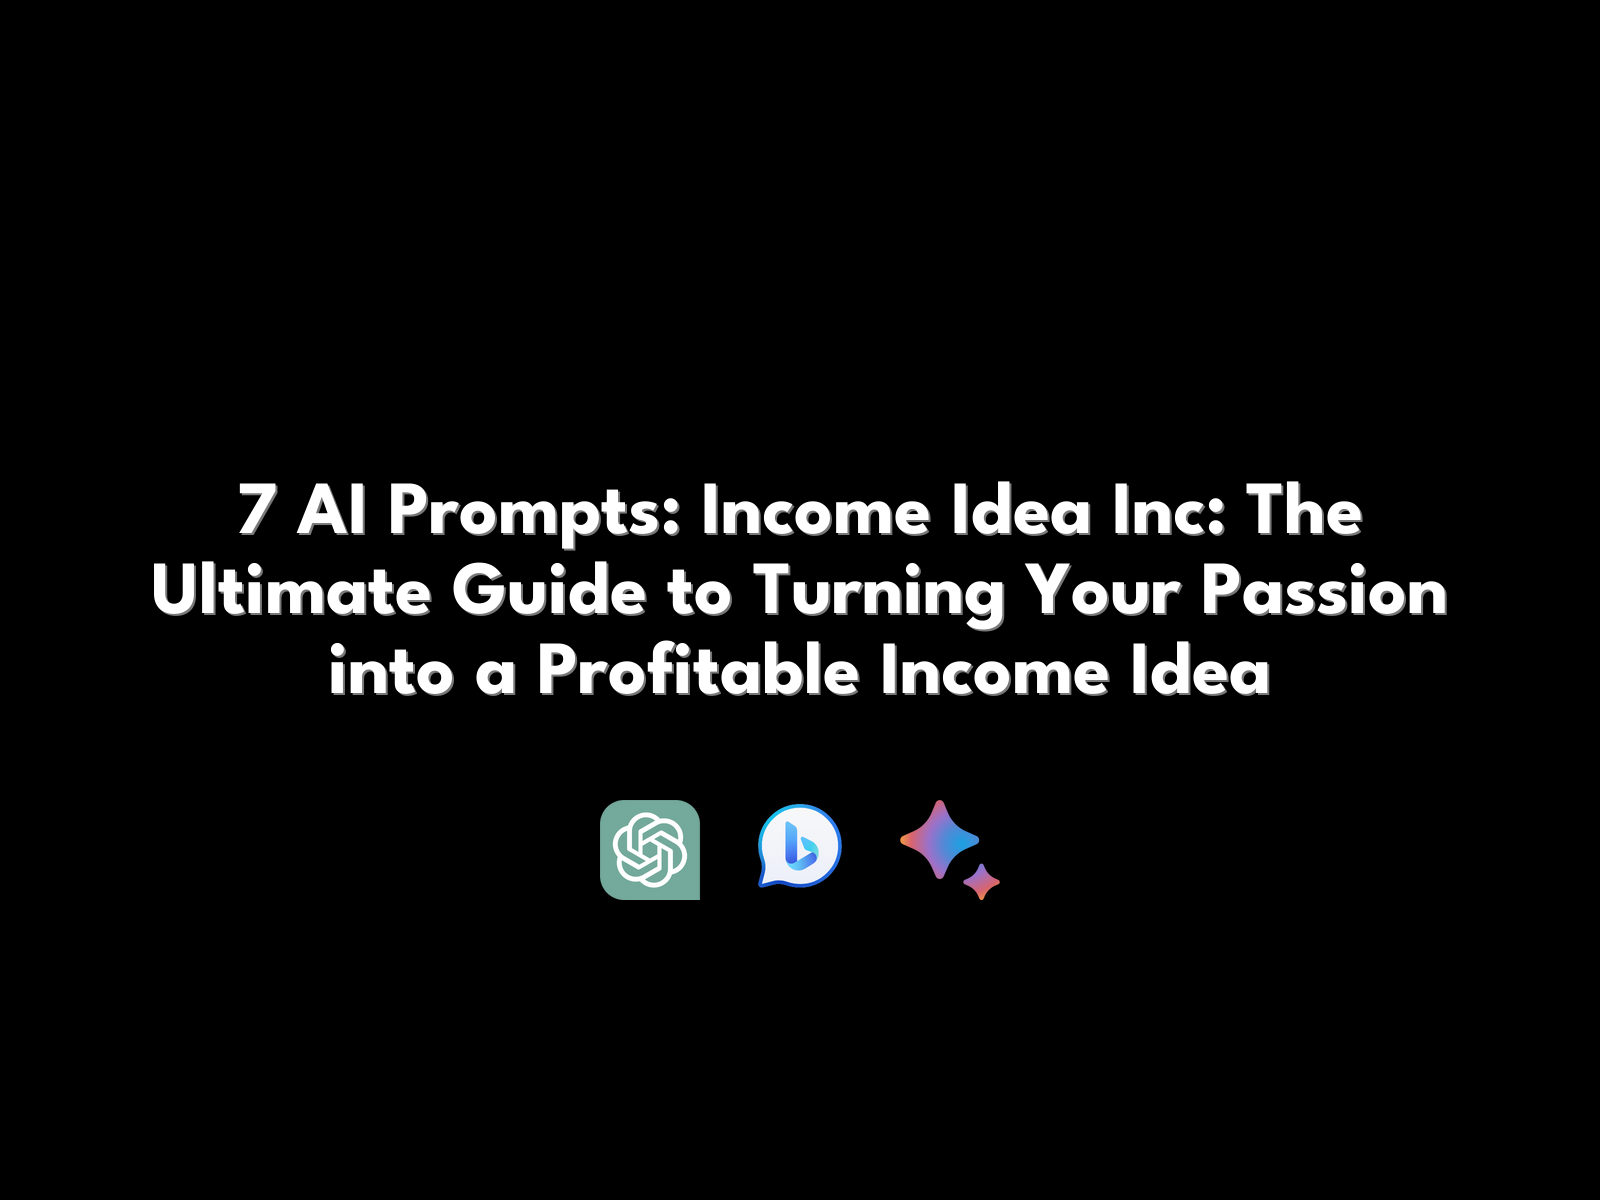 7 AI Prompts: Income Idea Inc: The
Ultimate Guide to Turning Your Passion
into a Profitable Income Idea